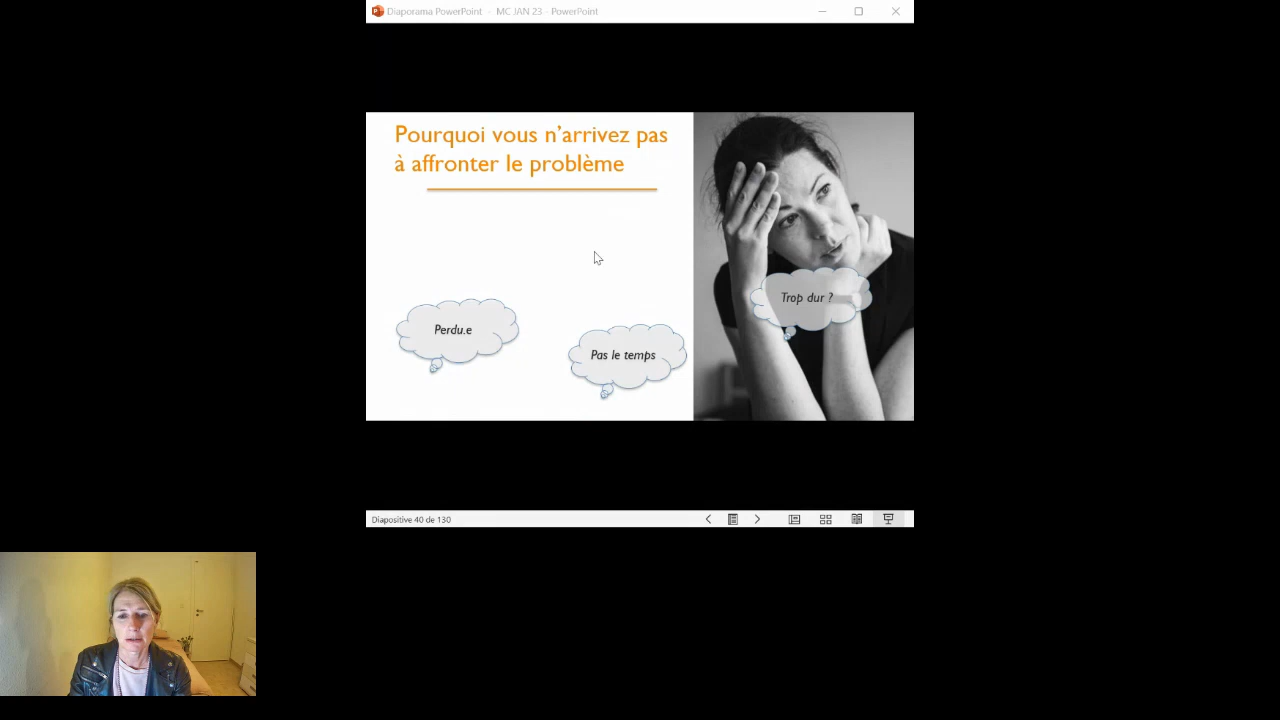 Diaporama PowerPoint - MC JAN 23 - PowerPoint
Pourquoi vous n'arrivez pas
à affronter le problème
Trop dur ?
Perdu.e
Pas le temps
Diapositive 40 de 130